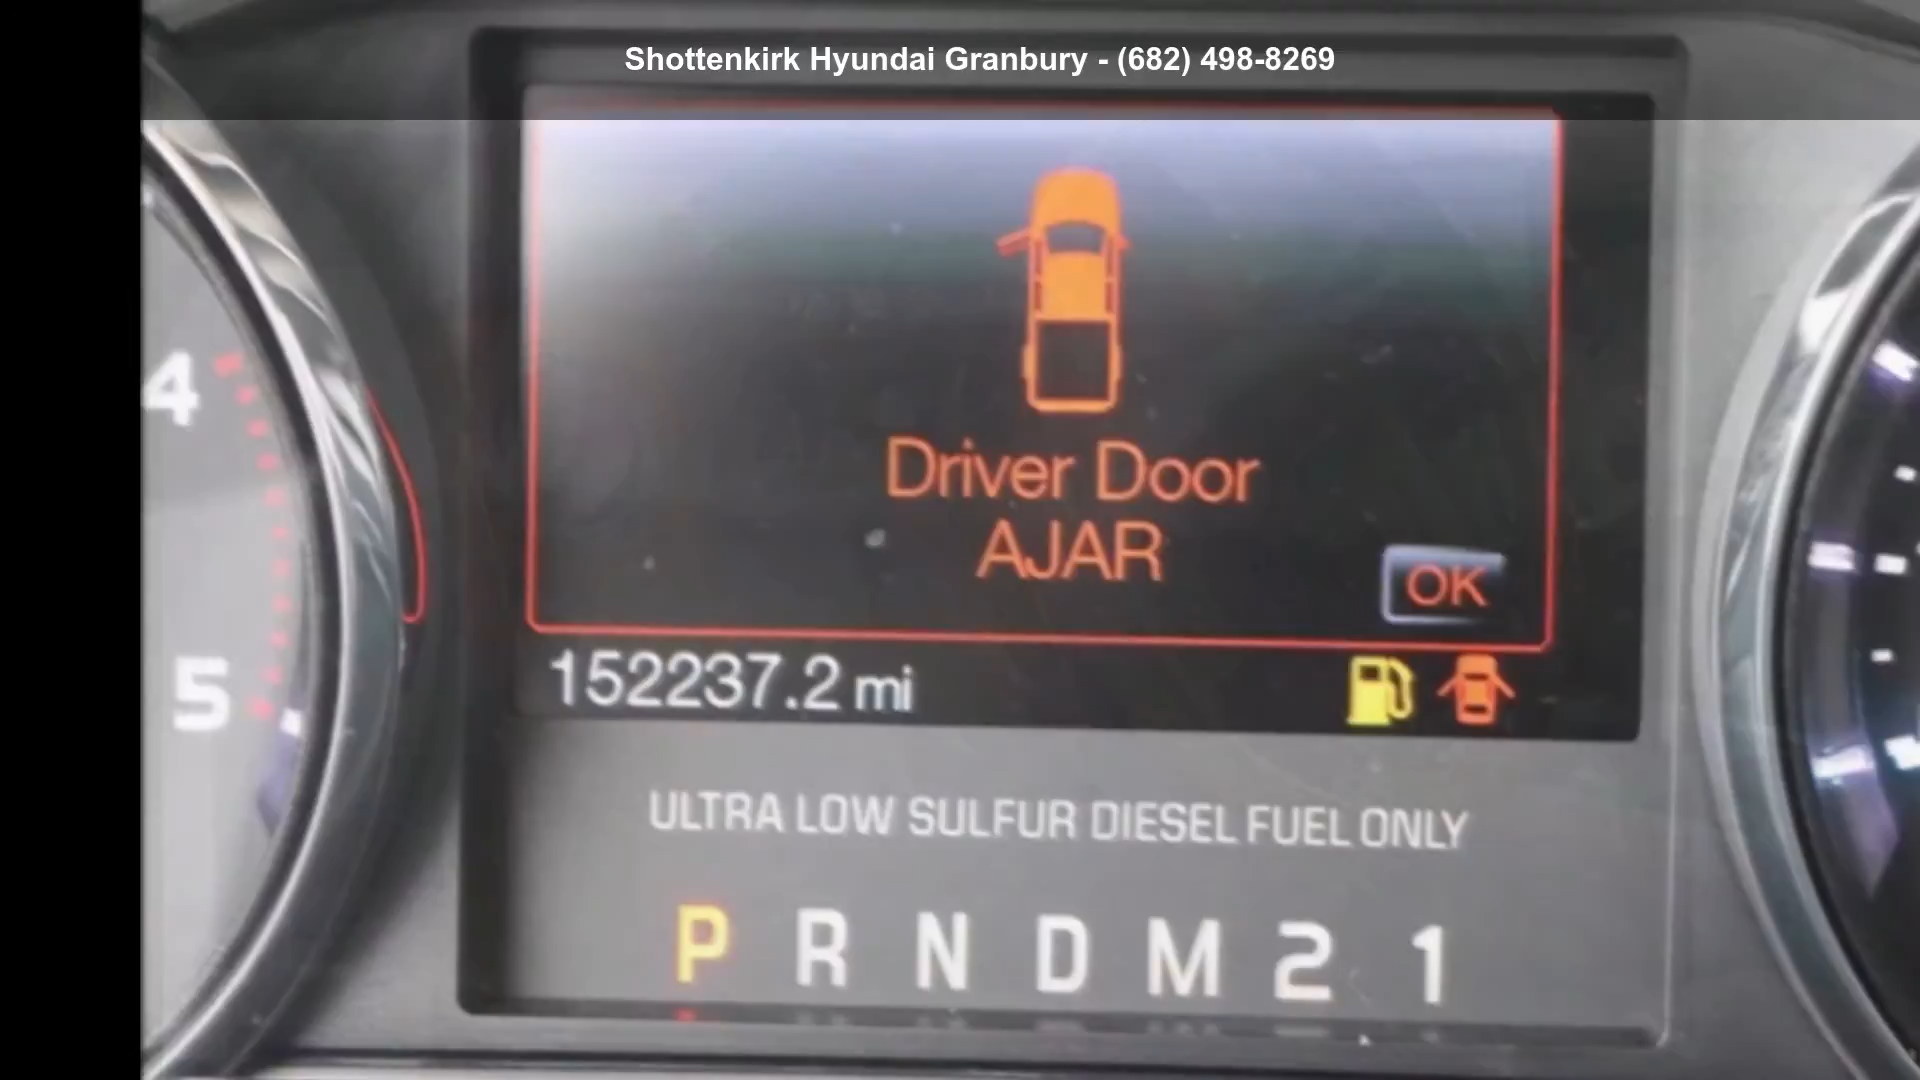 Shottenkirk Hyundai Granbury - (682) 498-8269
Driver Door
AJAR
OK
4
5
152237.2 mi
ULTRA LOW SULFUR DIESEL FUEL ONLY
P R N D M 2 1